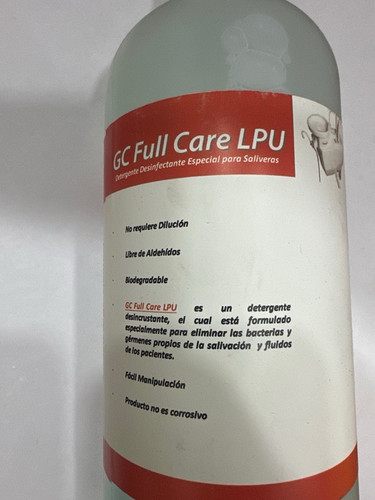 GC Full Care LPU
Detergente Desinfectante Especial para Saliveras
- No requiere Dilución
- Libre de Aldehídos
- Biodegradable
- GC Full Care LPU es un detergente
desincrustante, el cual está formulado
especialmente para eliminar las bacterias y
gérmenes propios de la salivación y fluidos
de los pacientes.
- Fácil Manipulación
- Producto no es corrosivo